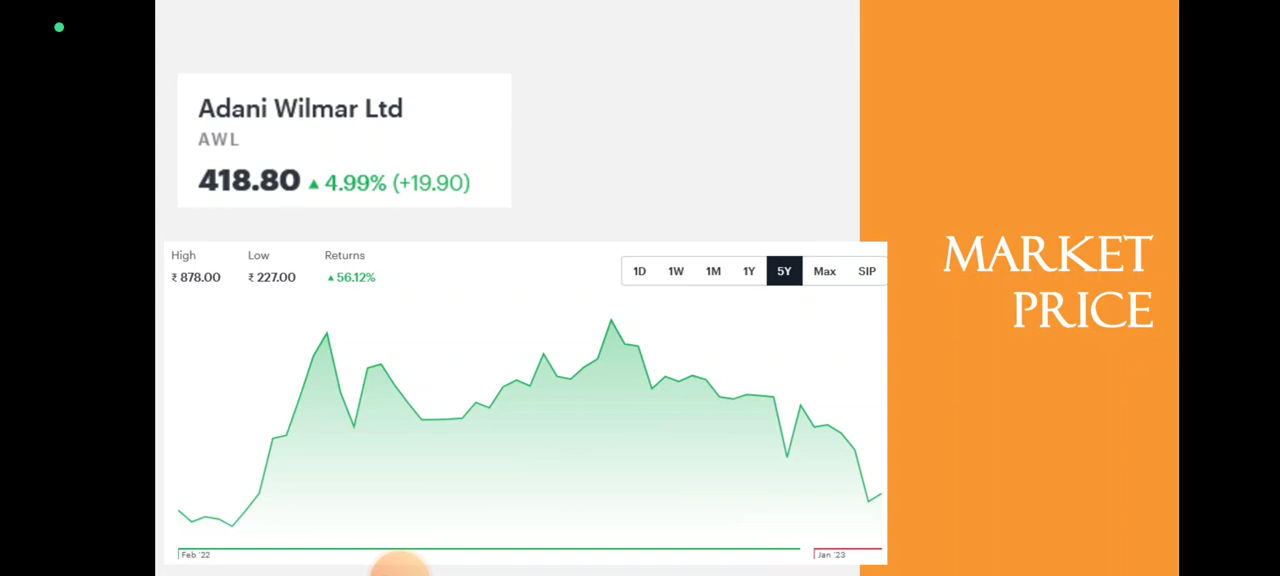 Adani Wilmar Ltd
AWL
418.80 ▲ 4.99% (+19.90)
High Low Returns
₹ 878.00 ₹ 227.00 ▲ 56.12%
1D 1W 1M 1Y 5Y Max SIP
MARKET
PRICE
Feb '22 Jan '23